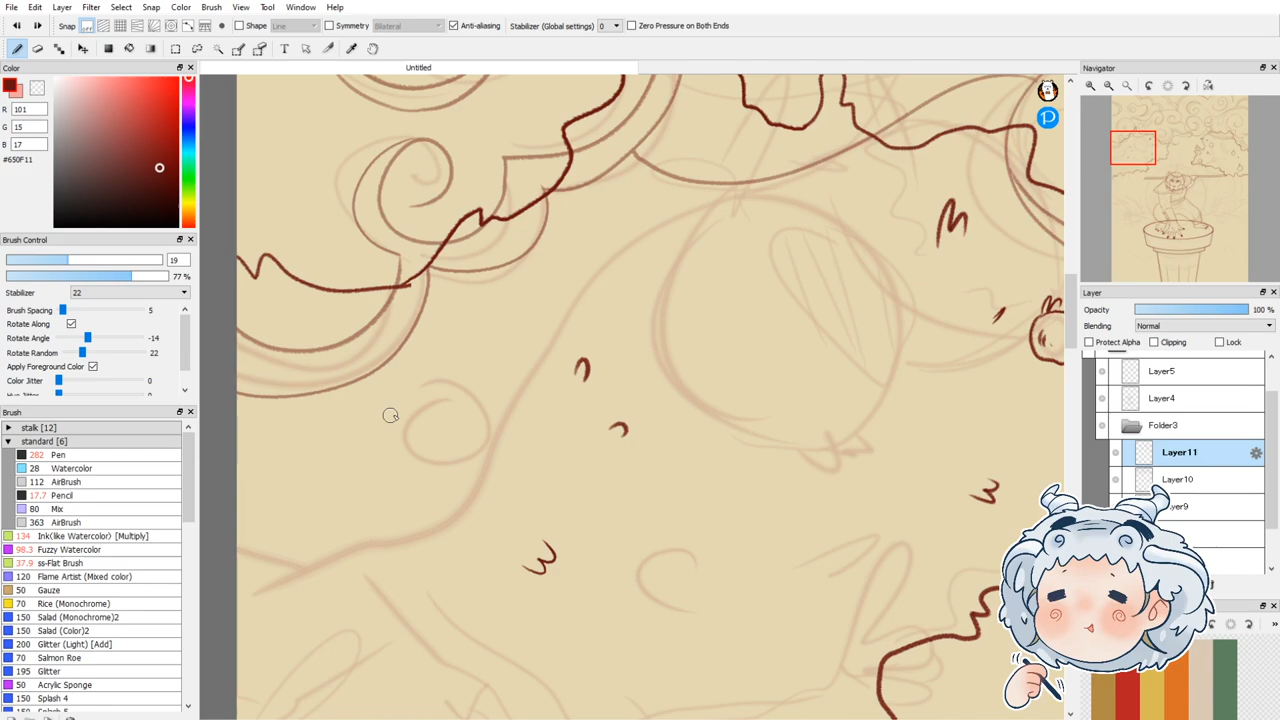 File Edit Layer Filter Select Snap Color Brush View Tool Window Help
Snap off Shape Line Symmetry Bilateral Anti-aliasing Stabilizer (Global settings) 0 Zero Pressure on Both Ends
Color
Untitled
Navigator
R 101
G 15
B 17
#650F11
Brush Control
19
77 %
Stabilizer 22
Brush Spacing 5
Rotate Along
Rotate Angle -14
Rotate Random 22
Apply Foreground Color
Color Jitter 0
Brush
stalk [12]
standard [6]
282 Pen
28 Watercolor
112 AirBrush
17.7 Pencil
80 Mix
363 AirBrush
134 Ink(like Watercolor) [Multiply]
98.3 Fuzzy Watercolor
37.9 ss-Flat Brush
120 Flame Artist (Mixed color)
50 Gauze
70 Rice (Monochrome)
150 Salad (Monochrome)2
150 Salad (Color)2
200 Glitter (Light) [Add]
70 Salmon Roe
195 Glitter
50 Acrylic Sponge
150 Splash 4
150 Splash 5
Layer
Opacity 100 %
Blending Normal
Protect Alpha Clipping Lock
Layer5
Layer4
Folder3
Layer11
Layer10